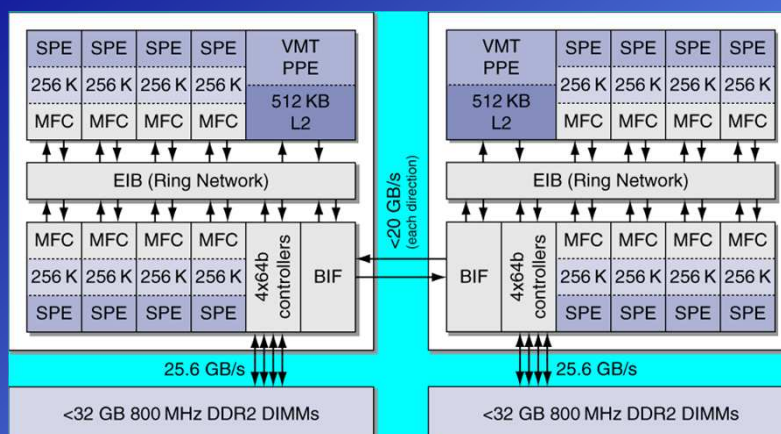 SPE SPE SPE SPE VMT PPE
256 K 256 K 256 K 256 K 512 KB L2
MFC MFC MFC MFC
EIB (Ring Network)
MFC MFC MFC MFC 4x64b controllers BIF
256 K 256 K 256 K 256 K
SPE SPE SPE SPE
25.6 GB/s
<32 GB 800 MHz DDR2 DIMMs
<20 GB/s
(each direction)
VMT PPE SPE SPE SPE SPE
512 KB L2 256 K 256 K 256 K 256 K
MFC MFC MFC MFC
EIB (Ring Network)
BIF 4x64b controllers MFC MFC MFC MFC
256 K 256 K 256 K 256 K
SPE SPE SPE SPE
25.6 GB/s
<32 GB 800 MHz DDR2 DIMMs